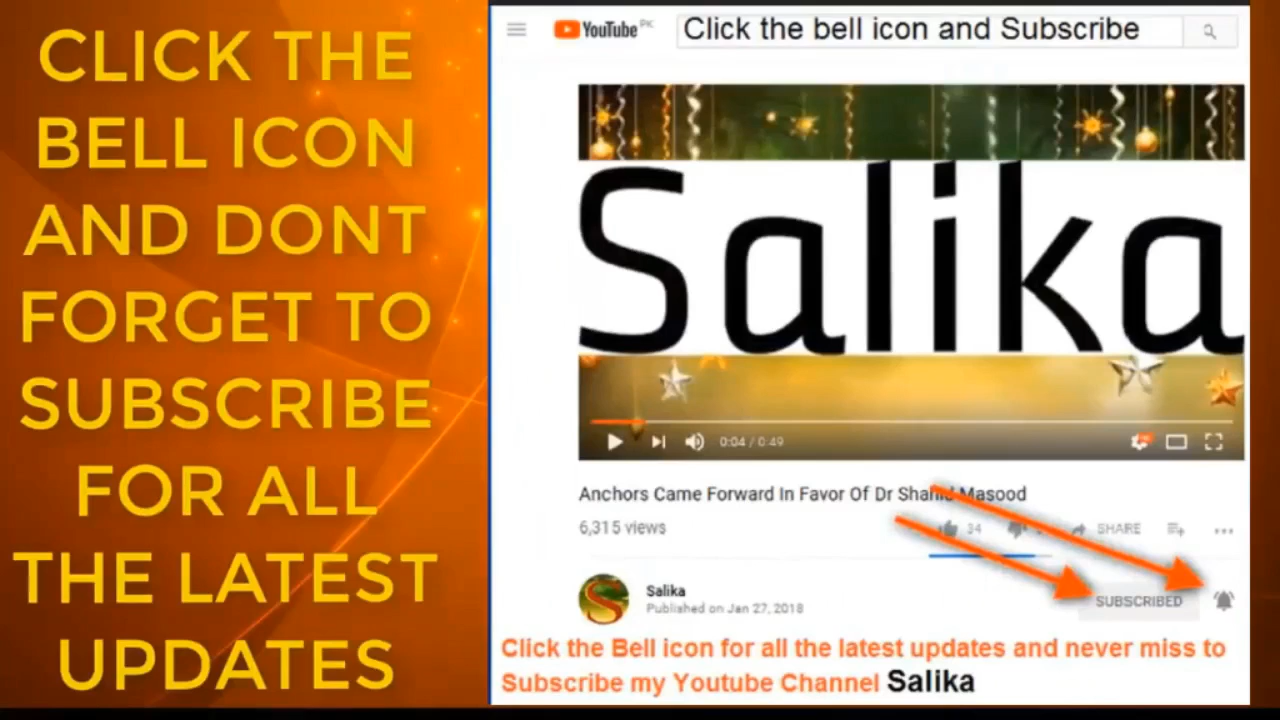 CLICK THE
BELL ICON
AND DONT
FORGET TO
SUBSCRIBE
FOR ALL
THE LATEST
UPDATES
YouTube PK
Click the bell icon and Subscribe
Salika
0:04 / 0:49
Anchors Came Forward In Favor Of Dr Shahid Masood
6,315 views
34
SHARE
Salika
Published on Jan 27, 2018
SUBSCRIBED
Click the Bell icon for all the latest updates and never miss to
Subscribe my Youtube Channel Salika